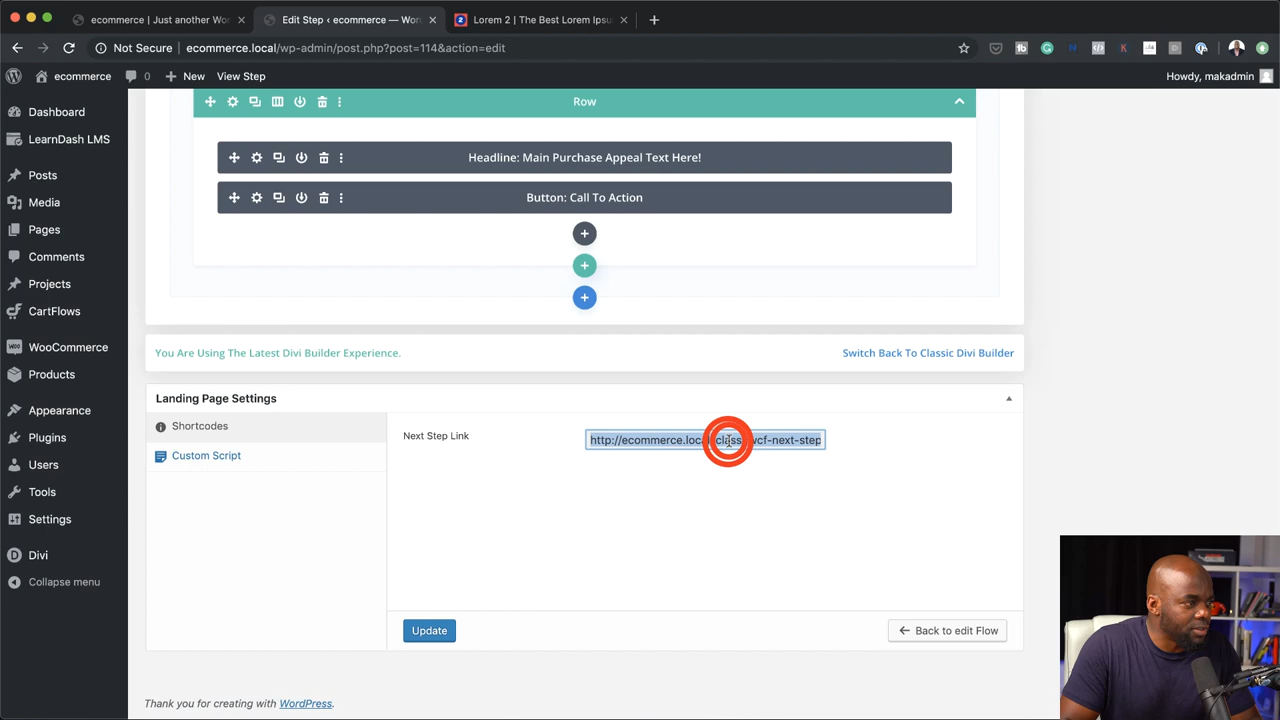 ecommerce | Just another Wor
Edit Step ‹ ecommerce — Wor
Lorem 2 | The Best Lorem Ipsu
Not Secure
ecommerce.local/wp-admin/post.php?post=114&action=edit
ecommerce
0
New
View Step
Howdy, makadmin
Dashboard
LearnDash LMS
Posts
Media
Pages
Comments
Projects
CartFlows
WooCommerce
Products
Appearance
Plugins
Users
Tools
Settings
Divi
Collapse menu
Row
Headline: Main Purchase Appeal Text Here!
Button: Call To Action
You Are Using The Latest Divi Builder Experience.
Switch Back To Classic Divi Builder
Landing Page Settings
Shortcodes
Custom Script
Next Step Link
http://ecommerce.local/?class=wcf-next-step
Update
Back to edit Flow
Thank you for creating with WordPress.